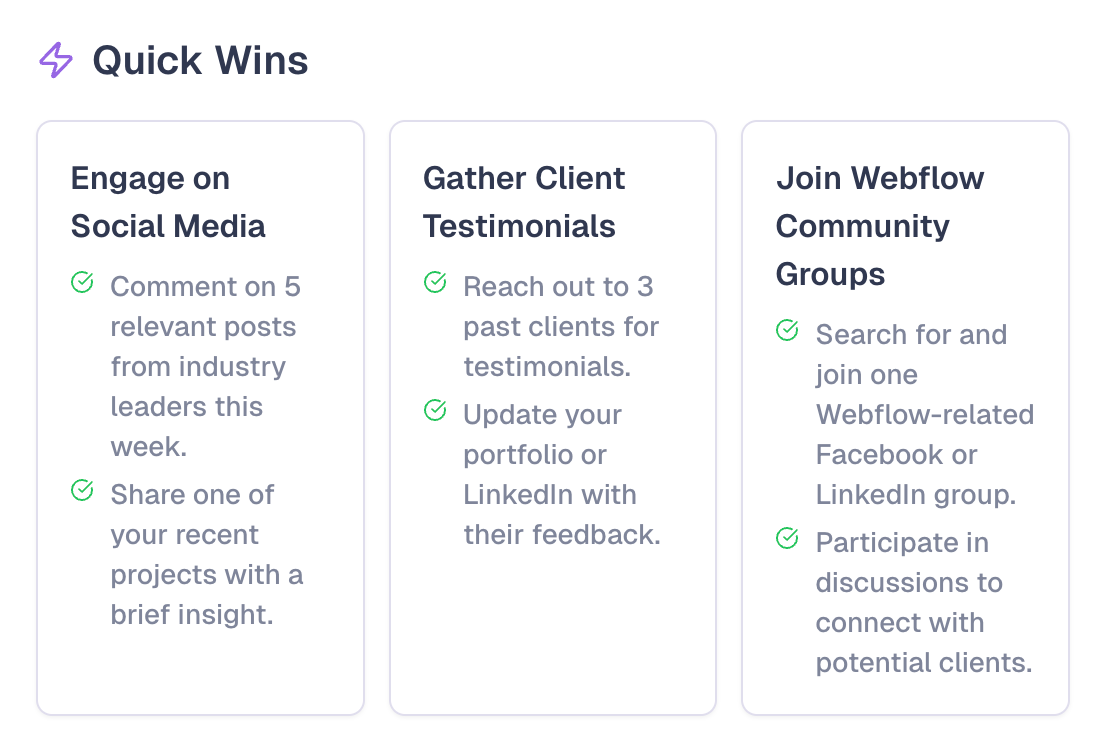 Quick Wins
Engage on
Social Media
Comment on 5
relevant posts
from industry
leaders this
week.
Share one of
your recent
projects with a
brief insight.
Gather Client
Testimonials
Reach out to 3
past clients for
testimonials.
Update your
portfolio or
LinkedIn with
their feedback.
Join Webflow
Community
Groups
Search for and
join one
Webflow-related
Facebook or
LinkedIn group.
Participate in
discussions to
connect with
potential clients.